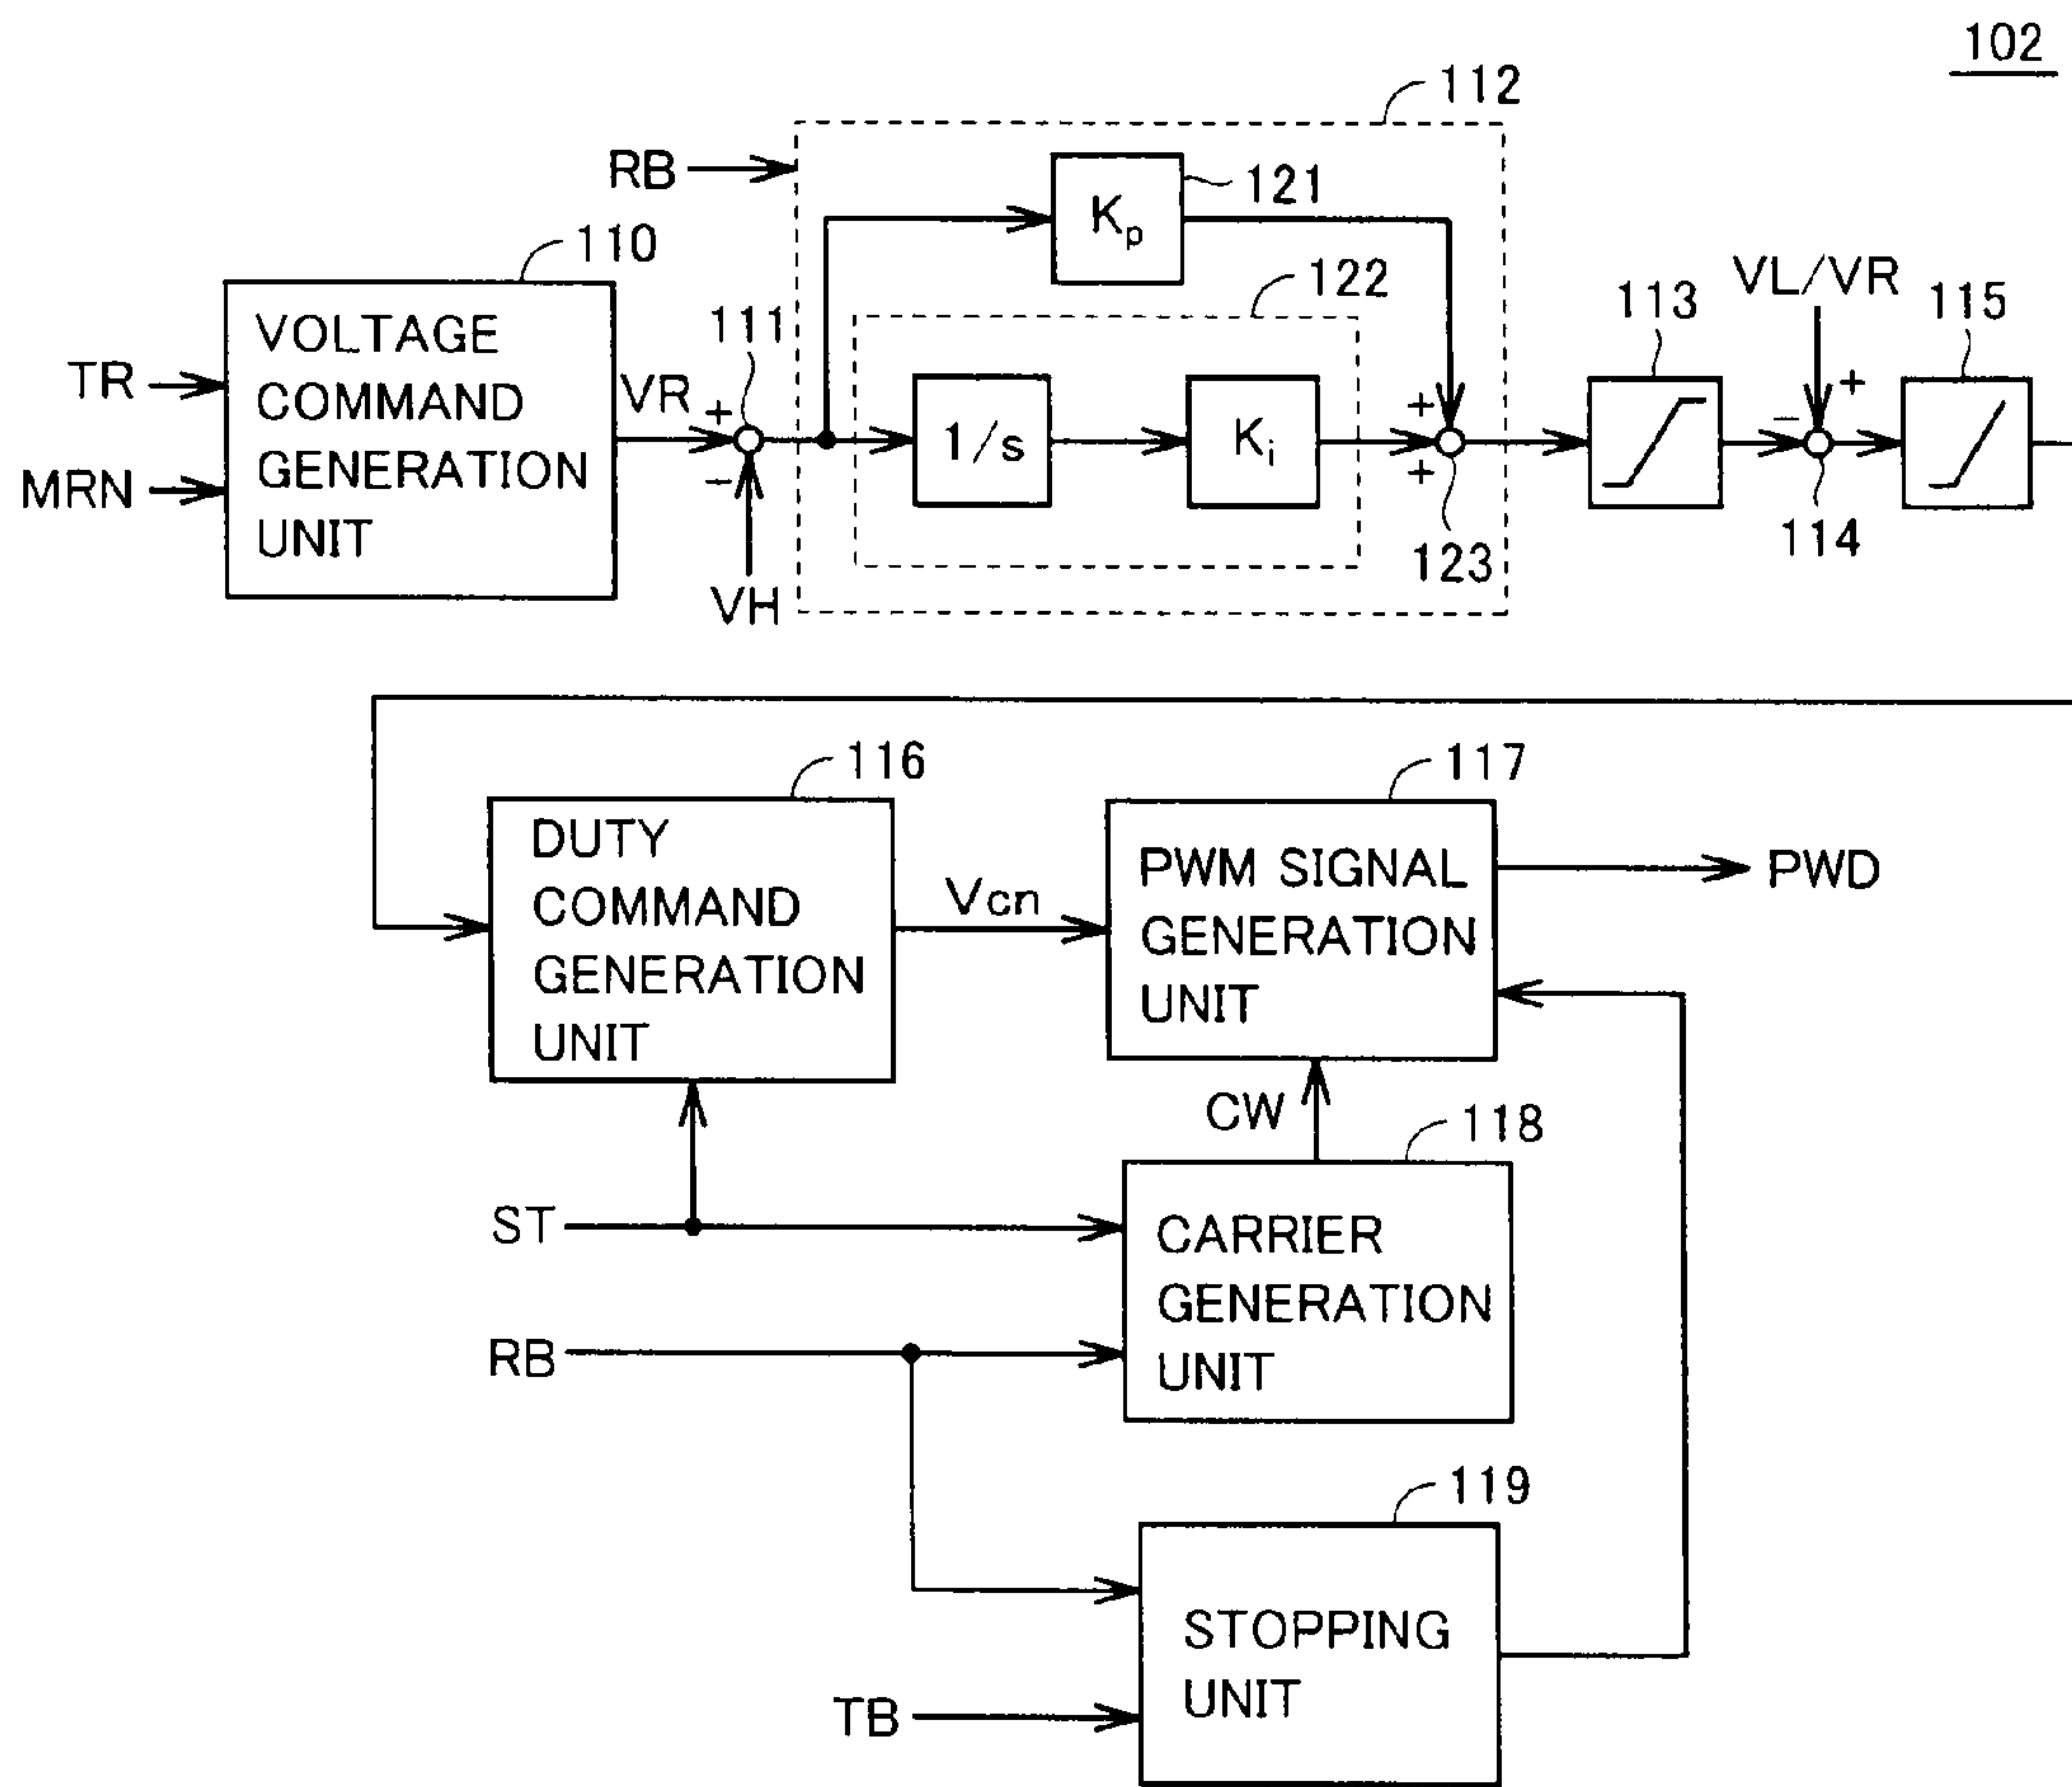 102
112
RB
Kp
121
110
VOLTAGE
COMMAND
GENERATION
UNIT
TR
MRN
VR
+
−
111
VH
122
1/s
Ki
+
+
123
113
VL/VR
−
+
114
115
116
DUTY
COMMAND
GENERATION
UNIT
Vcn
117
PWM SIGNAL
GENERATION
UNIT
PWD
CW
118
ST
CARRIER
GENERATION
UNIT
RB
119
STOPPING
UNIT
TB